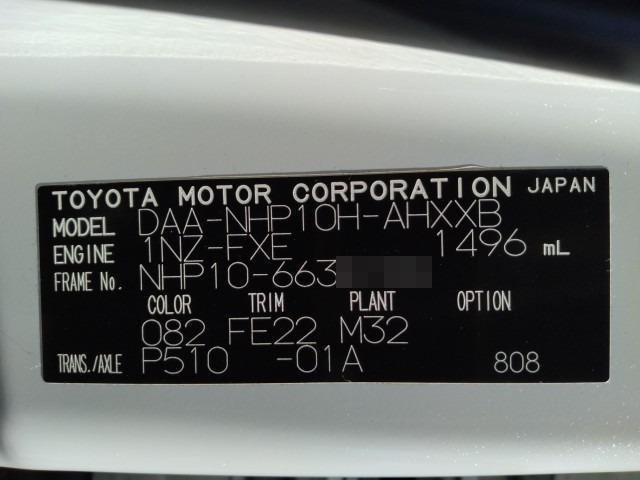 TOYOTA MOTOR CORPORATION JAPAN
MODEL DAA-NHP10H-AHXXB
ENGINE 1NZ-FXE 1496 mL
FRAME No. NHP10-663
COLOR TRIM PLANT OPTION
082 FE22 M32
TRANS./AXLE P510 -01A 808